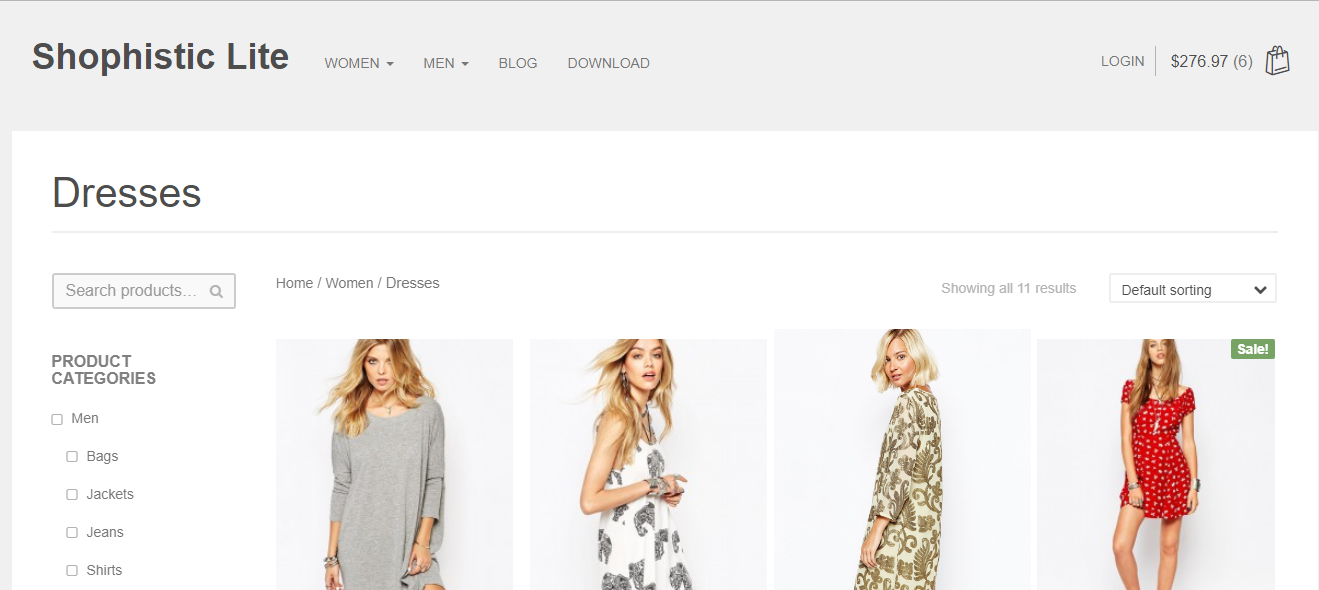 Shophistic Lite
WOMEN MEN BLOG DOWNLOAD
LOGIN $276.97 (6)
Dresses
Search products...
Home / Women / Dresses
Showing all 11 results
Default sorting
PRODUCT
CATEGORIES
Men
Bags
Jackets
Jeans
Shirts
Sale!